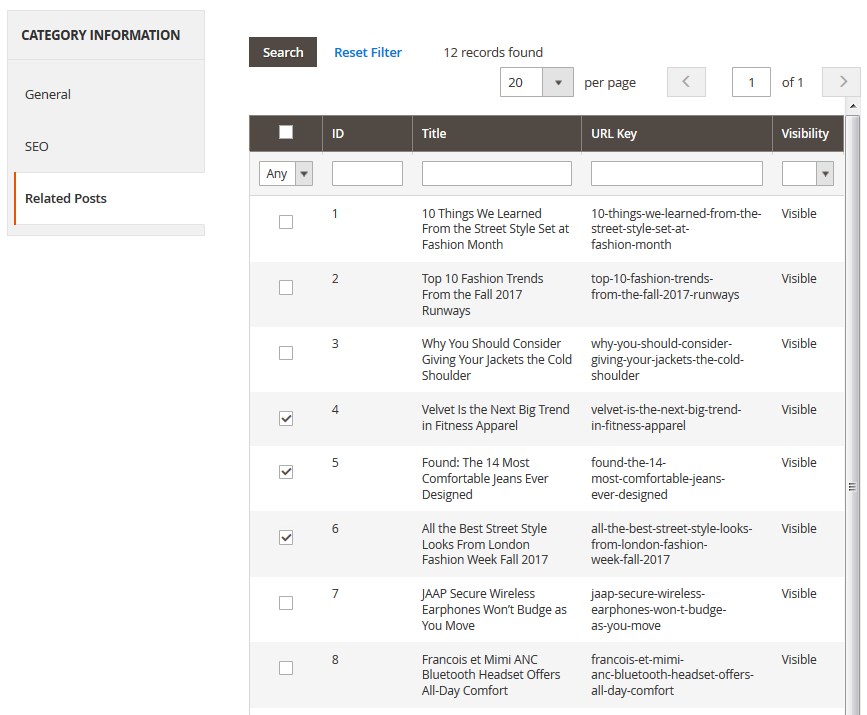 CATEGORY INFORMATION
General
SEO
Related Posts
Search Reset Filter 12 records found
20 per page 1 of 1
ID Title URL Key Visibility
Any
1
10 Things We Learned
From the Street Style Set at
Fashion Month
10-things-we-learned-from-the-
street-style-set-at-
fashion-month
Visible
2
Top 10 Fashion Trends
From the Fall 2017
Runways
top-10-fashion-trends-
from-the-fall-2017-runways
Visible
3
Why You Should Consider
Giving Your Jackets the Cold
Shoulder
why-you-should-consider-
giving-your-jackets-the-cold-
shoulder
Visible
4
Velvet Is the Next Big Trend
in Fitness Apparel
velvet-is-the-next-big-trend-
in-fitness-apparel
Visible
5
Found: The 14 Most
Comfortable Jeans Ever
Designed
found-the-14-
most-comfortable-jeans-
ever-designed
Visible
6
All the Best Street Style
Looks From London
Fashion Week Fall 2017
all-the-best-street-style-looks-
from-london-fashion-
week-fall-2017
Visible
7
JAAP Secure Wireless
Earphones Won’t Budge as
You Move
jaap-secure-wireless-
earphones-won-t-budge-
as-you-move
Visible
8
Francois et Mimi ANC
Bluetooth Headset Offers
All-Day Comfort
francois-et-mimi-
anc-bluetooth-headset-offers-
all-day-comfort
Visible